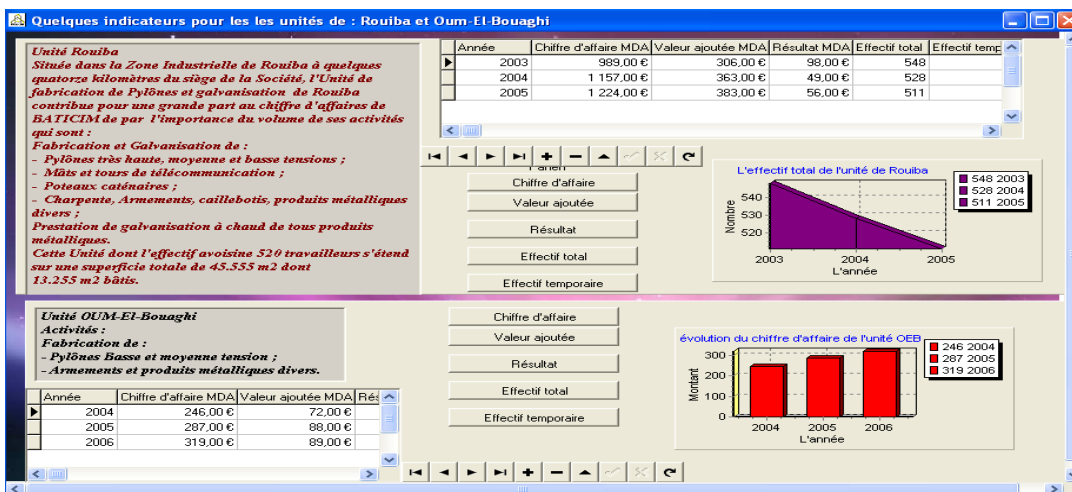 Quelques indicateurs pour les les unités de : Rouiba et Oum-El-Bouaghi
Unité Rouiba
Située dans la Zone Industrielle de Rouiba à quelques
quatorze kilomètres du siège de la Société, l'Unité de
fabrication de Pylônes et galvanisation de Rouiba
contribue pour une grande part au chiffre d'affaires de
BATICIM de par l'importance du volume de ses activités
qui sont :
Fabrication et Galvanisation de :
- Pylônes très haute, moyenne et basse tensions ;
- Mâts et tours de télécommunication ;
- Poteaux caténaires ;
- Charpente, Armements, caillebotis, produits métalliques
divers ;
Prestation de galvanisation à chaud de tous produits
métalliques.
Cette Unité dont l'effectif avoisine 520 travailleurs s'étend
sur une superficie totale de 45.555 m2 dont
13.255 m2 bâtis.
Année Chiffre d'affaire MDA Valeur ajoutée MDA Résultat MDA Effectif total Effectif temp
2003 989,00 € 306,00 € 98,00 € 548
2004 1 157,00 € 363,00 € 49,00 € 528
2005 1 224,00 € 383,00 € 56,00 € 511
Chiffre d'affaire
Valeur ajoutée
Résultat
Effectif total
Effectif temporaire
L'effectif total de l'unité de Rouiba
548 2003
528 2004
511 2005
Nombre
540
530
520
2003 2004 2005
L'année
Unité OUM-El-Bouaghi
Activités :
Fabrication de :
- Pylônes Basse et moyenne tension ;
- Armements et produits métalliques divers.
Année Chiffre d'affaire MDA Valeur ajoutée MDA Rés
2004 246,00 € 72,00 €
2005 287,00 € 88,00 €
2006 319,00 € 89,00 €
Chiffre d'affaire
Valeur ajoutée
Résultat
Effectif total
Effectif temporaire
évolution du chiffre d'affaire de l'unité OEB
246 2004
287 2005
319 2006
Montant
300
200
100
0
2004 2005 2006
L'année